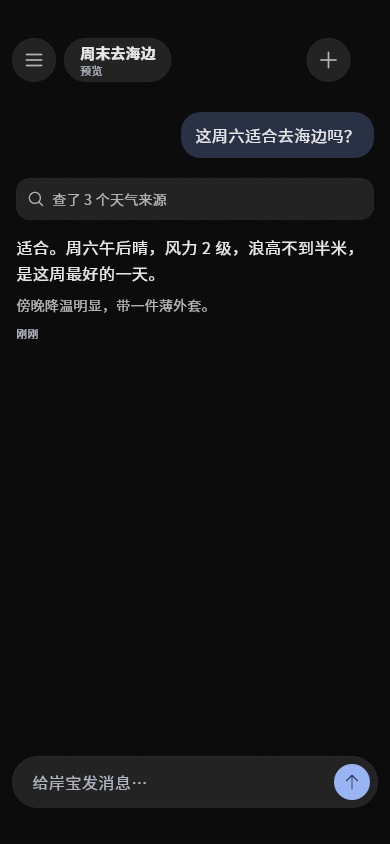 周末去海边
预览
这周六适合去海边吗？
查了 3 个天气来源
适合。周六午后晴，风力 2 级，浪高不到半米，
是这周最好的一天。
傍晚降温明显，带一件薄外套。
刚刚
给岸宝发消息…